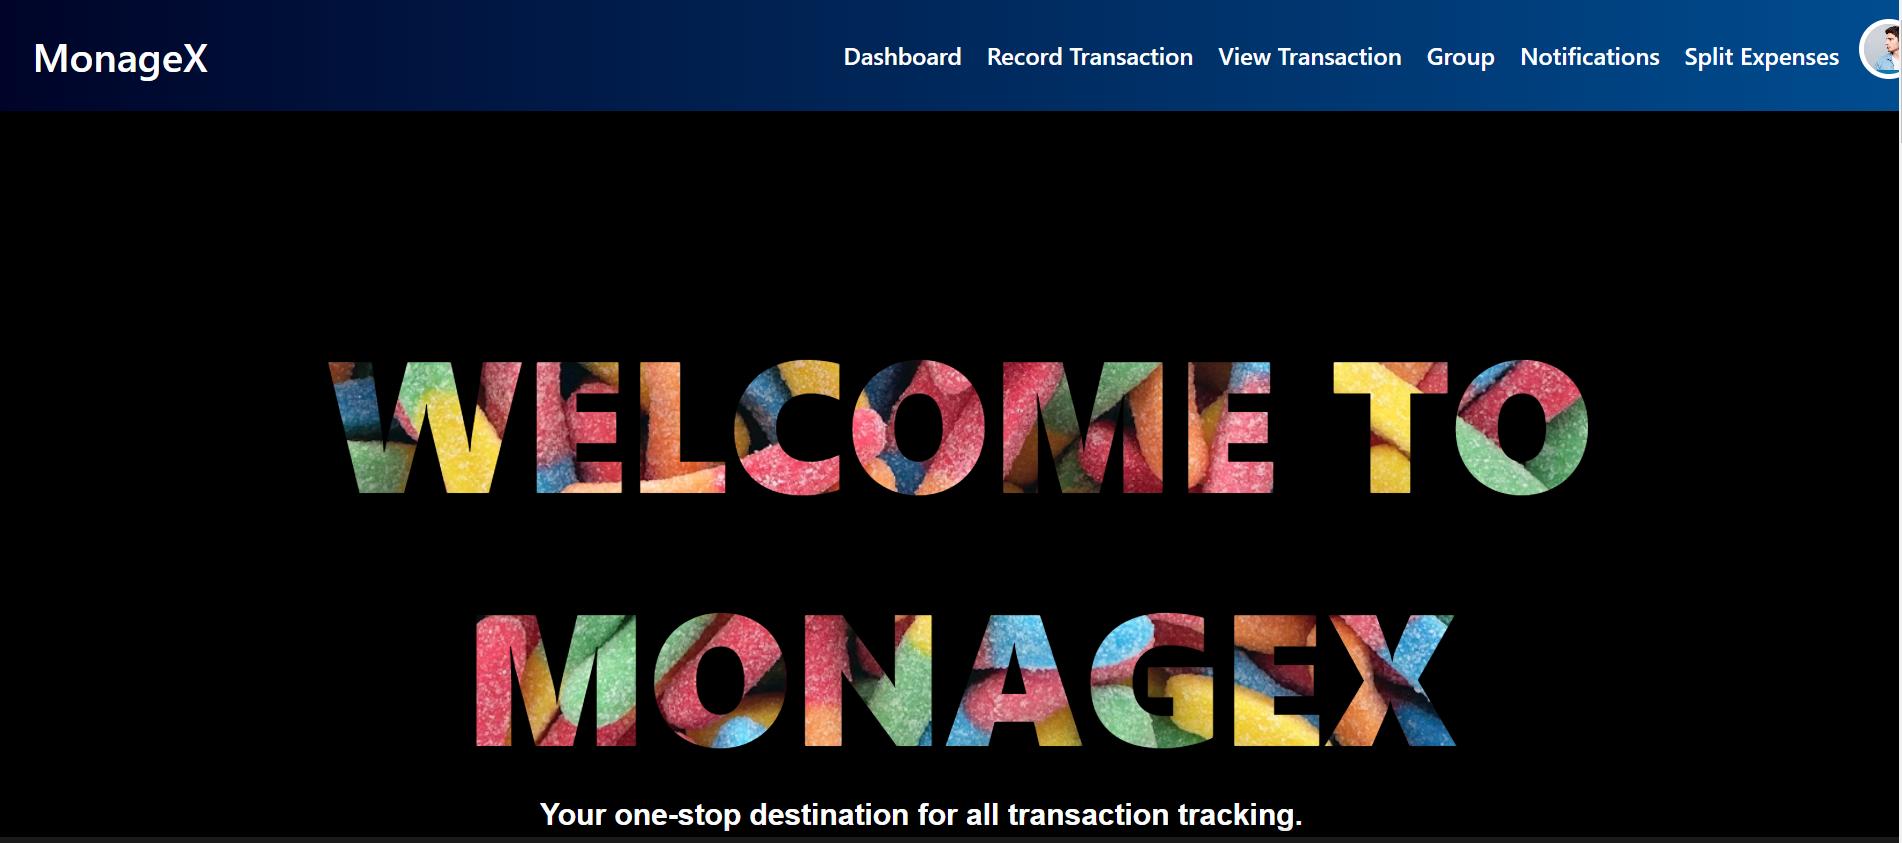 MonageX
Dashboard Record Transaction View Transaction Group Notifications Split Expenses
WELCOME TO
MONAGEX
Your one-stop destination for all transaction tracking.